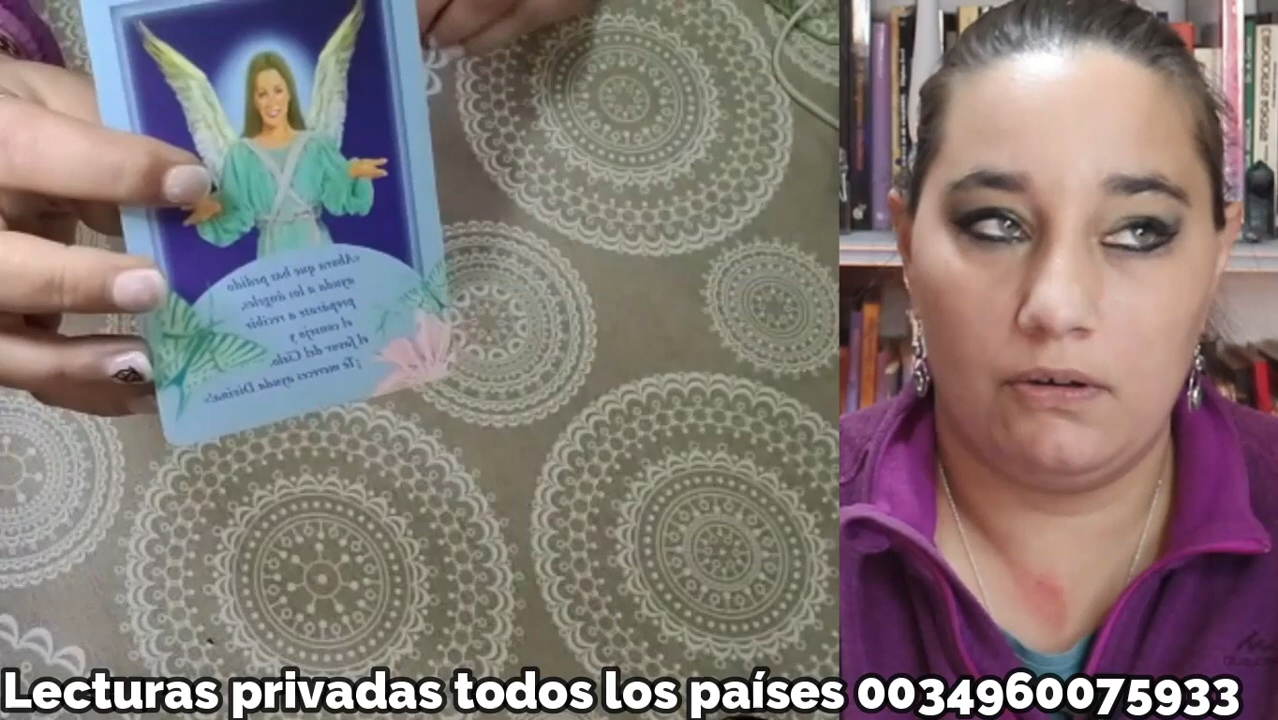 «Ahora que has pedido
ayuda a los ángeles,
prepárate a recibir
el consejo y
el favor del Cielo.
¡Te mereces ayuda Divina!»
Lecturas privadas todos los países 0034960075933